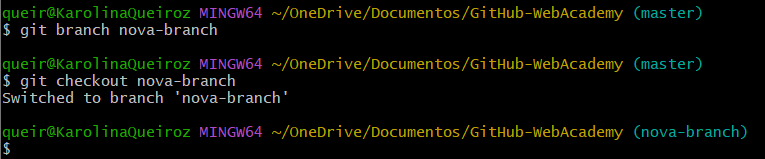 queir@KarolinaQueiroz MINGW64 ~/OneDrive/Documentos/GitHub-WebAcademy (master)
$ git branch nova-branch
queir@KarolinaQueiroz MINGW64 ~/OneDrive/Documentos/GitHub-WebAcademy (master)
$ git checkout nova-branch
Switched to branch 'nova-branch'
queir@KarolinaQueiroz MINGW64 ~/OneDrive/Documentos/GitHub-WebAcademy (nova-branch)
$